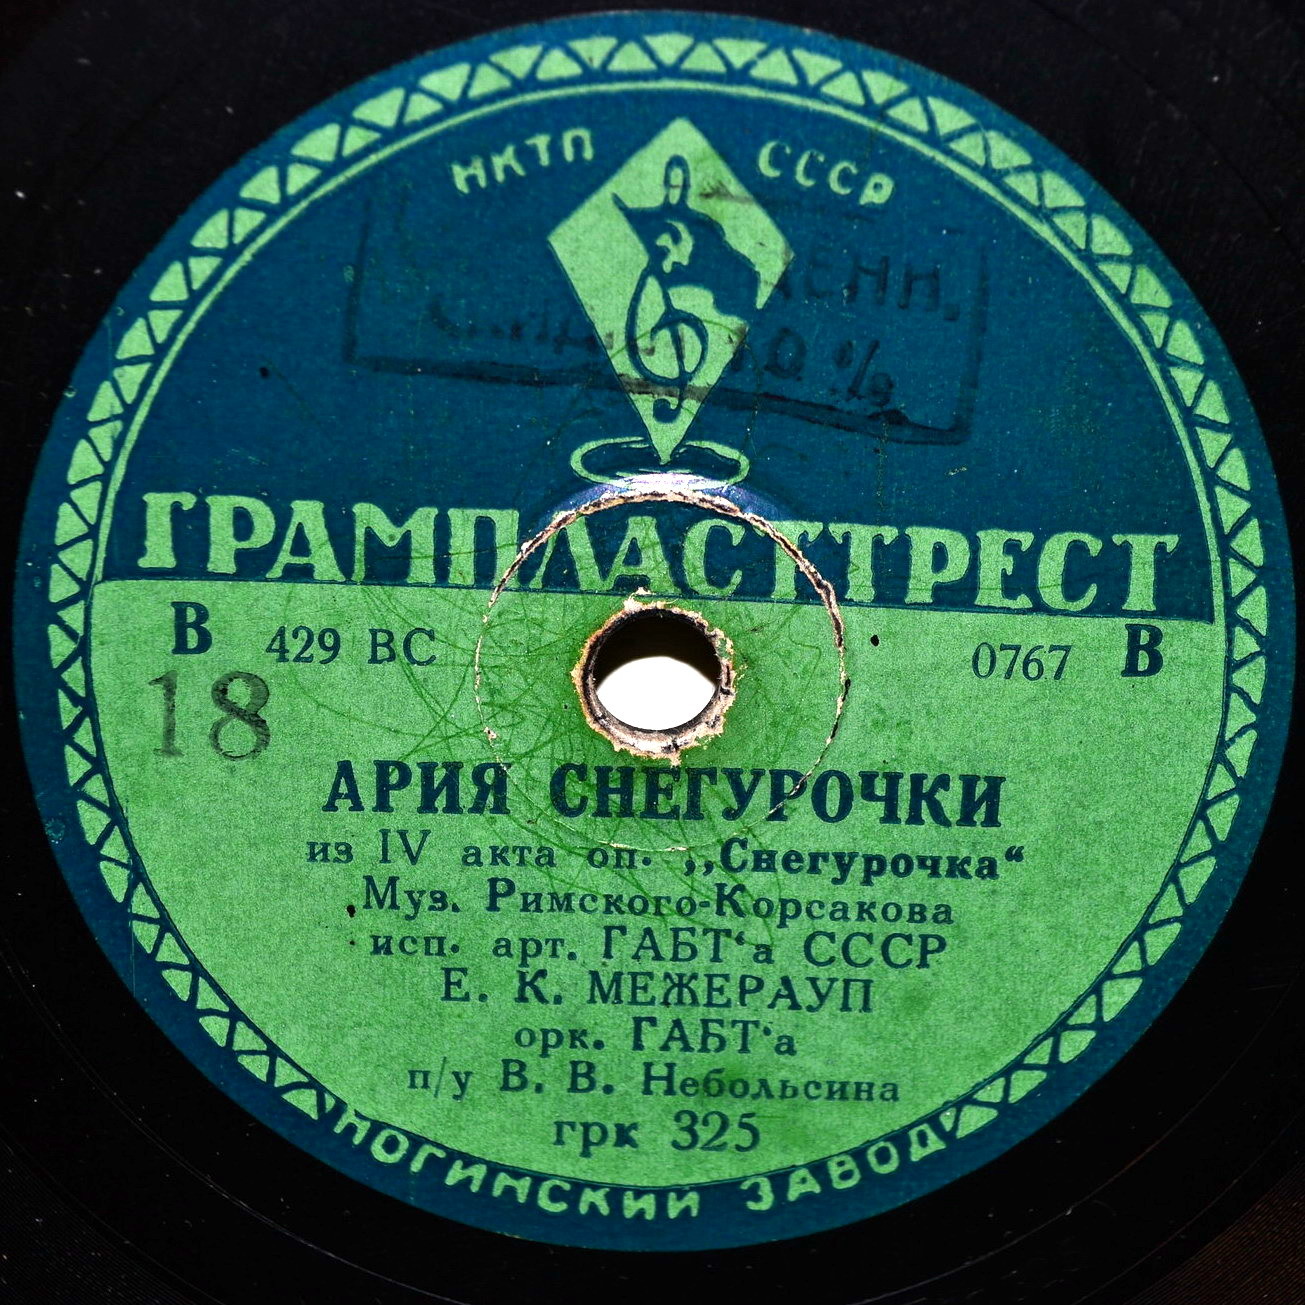 НКТП СССР
ГРАМПЛАСТТРЕСТ
В 429 ВС 0767 В
18
АРИЯ СНЕГУРОЧКИ
из IV акта оп. „Снегурочка“
Муз. Римского-Корсакова
исп. арт. ГАБТ‘а СССР
Е. К. МЕЖЕРАУП
орк. ГАБТ‘а
п/у В. В. Небольсина
грк 325
НОГИНСКИЙ ЗАВОД